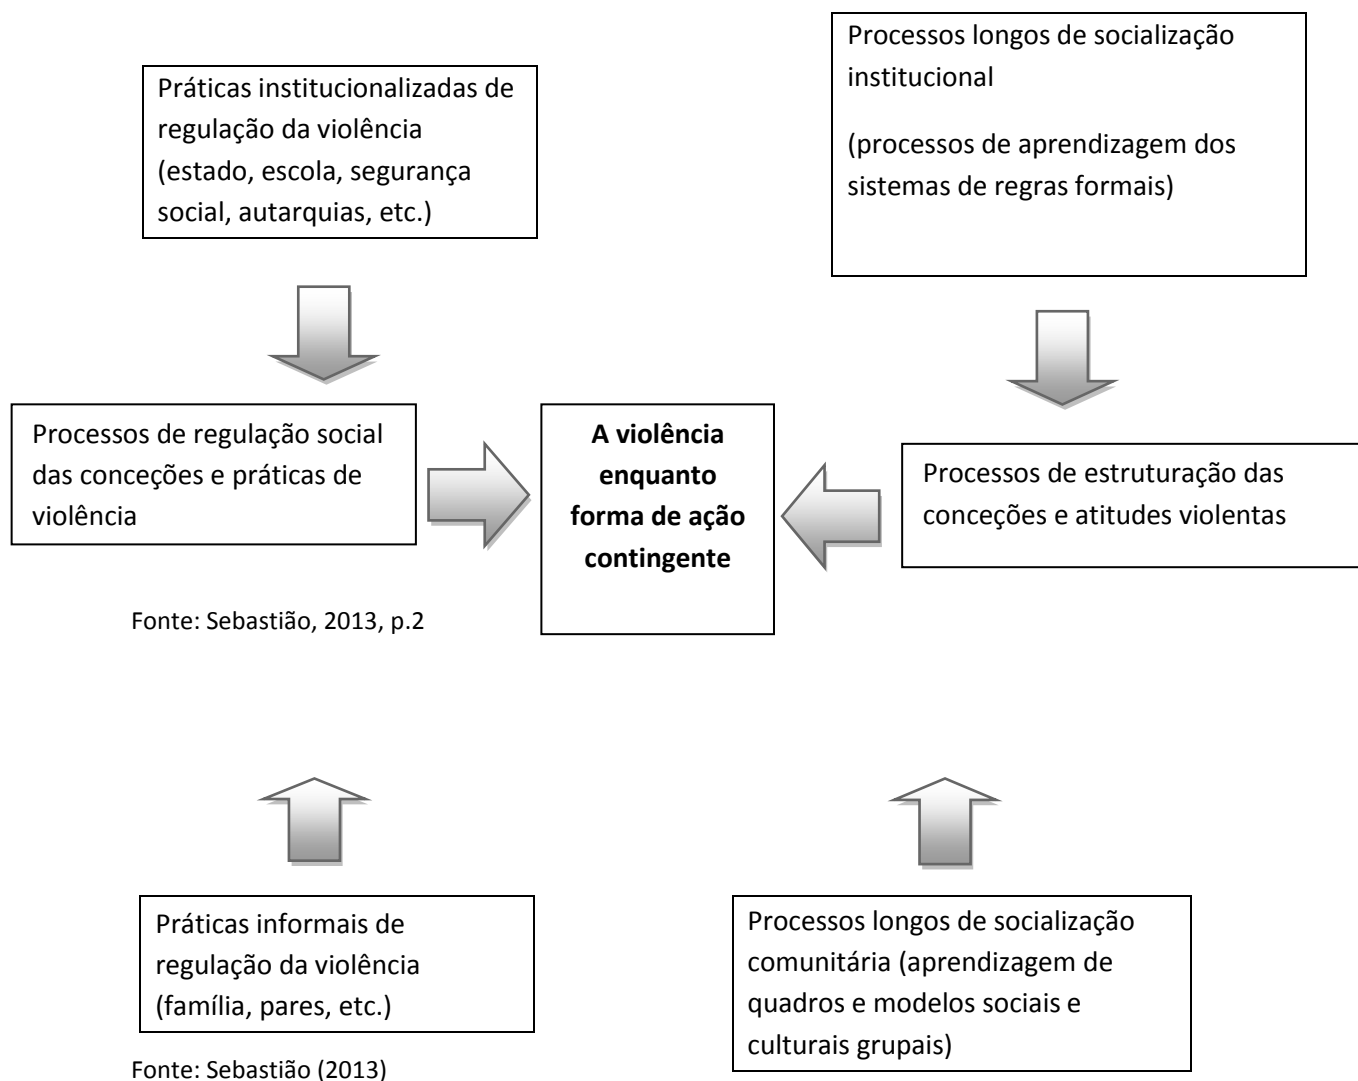 Práticas institucionalizadas de
regulação da violência
(estado, escola, segurança
social, autarquias, etc.)
Processos longos de socialização
institucional
(processos de aprendizagem dos
sistemas de regras formais)
Processos de regulação social
das conceções e práticas de
violência
A violência
enquanto
forma de ação
contingente
Processos de estruturação das
conceções e atitudes violentas
Fonte: Sebastião, 2013, p.2
Práticas informais de
regulação da violência
(família, pares, etc.)
Processos longos de socialização
comunitária (aprendizagem de
quadros e modelos sociais e
culturais grupais)
Fonte: Sebastião (2013)